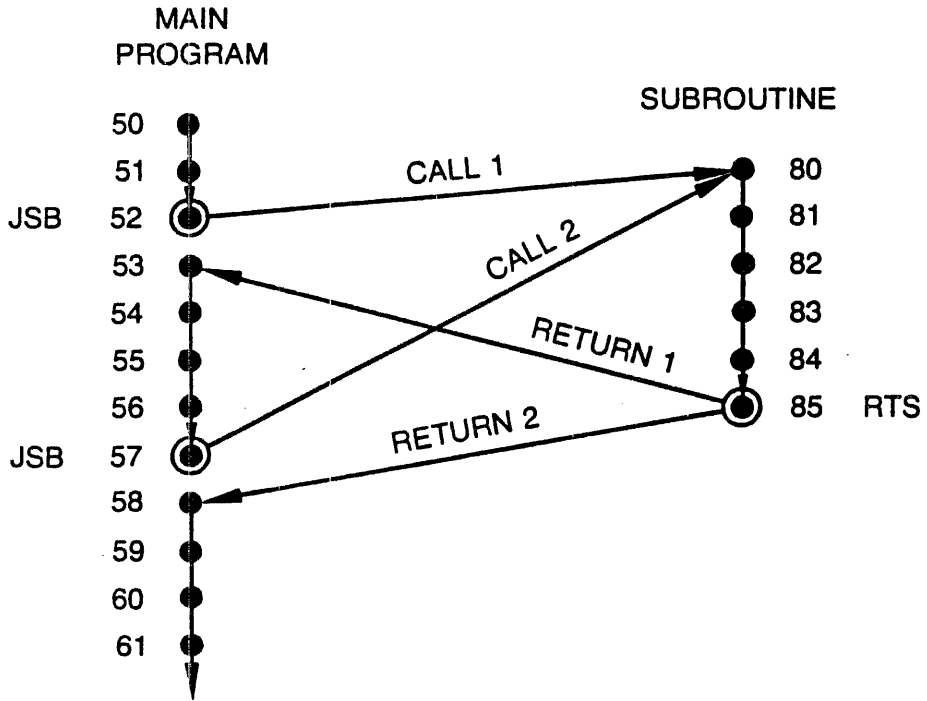 MAIN
PROGRAM
SUBROUTINE
50
51
CALL 1
80
JSB 52
81
53
CALL 2
82
54
RETURN 1
83
55
84
56
RETURN 2
85 RTS
JSB 57
58
59
60
61